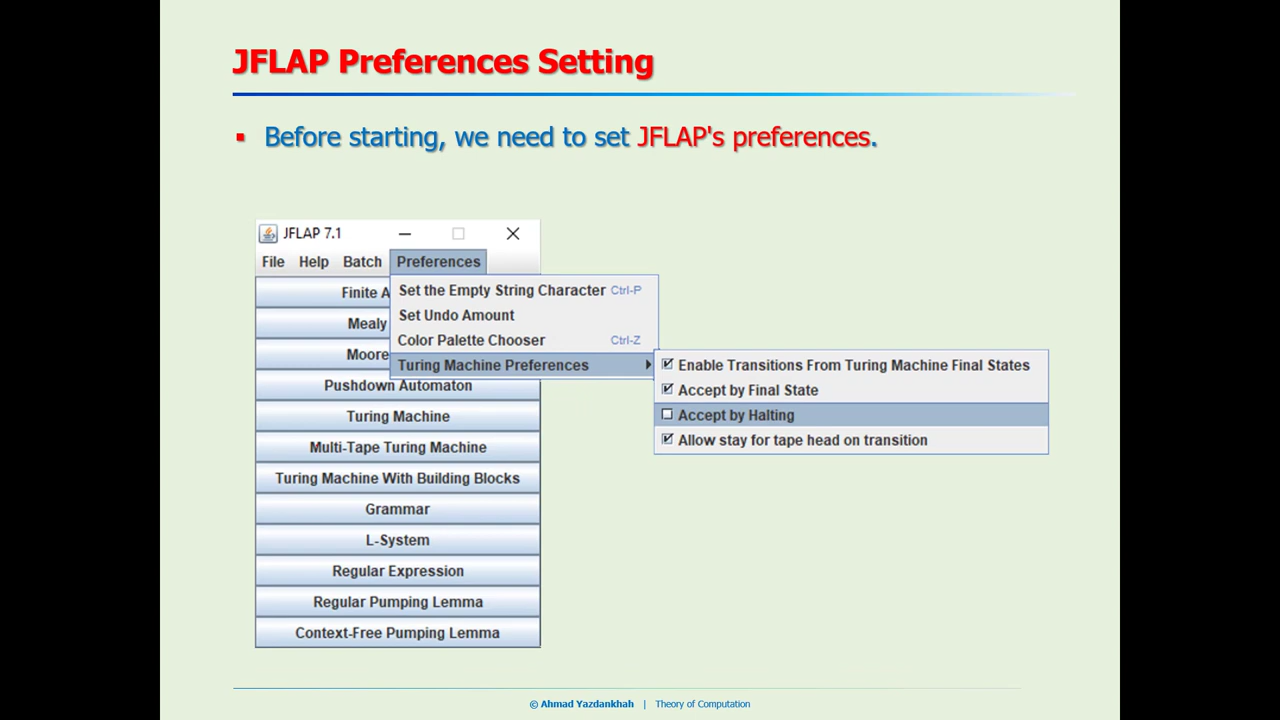 JFLAP Preferences Setting
▪ Before starting, we need to set JFLAP's preferences.
JFLAP 7.1
File Help Batch Preferences
Finite A
Mealy
Moore
Pushdown Automaton
Turing Machine
Multi-Tape Turing Machine
Turing Machine With Building Blocks
Grammar
L-System
Regular Expression
Regular Pumping Lemma
Context-Free Pumping Lemma
Set the Empty String Character Ctrl-P
Set Undo Amount
Color Palette Chooser Ctrl-Z
Turing Machine Preferences
Enable Transitions From Turing Machine Final States
Accept by Final State
Accept by Halting
Allow stay for tape head on transition
© Ahmad Yazdankhah | Theory of Computation